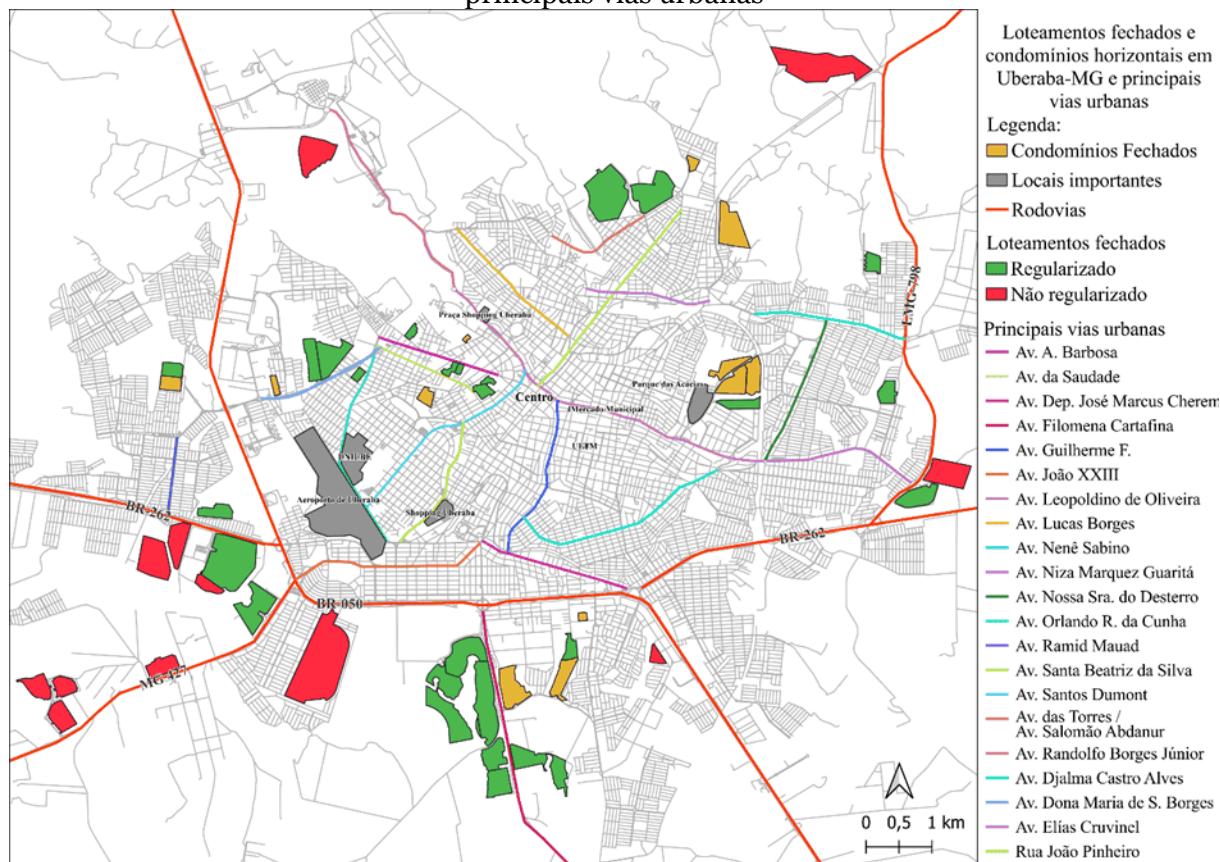 principais vias urbanas
Loteamentos fechados e
condomínios horizontais em
Uberaba-MG e principais
vias urbanas
Legenda:
Condomínios Fechados
Locais importantes
Rodovias
Loteamentos fechados
Regularizado
Não regularizado
Principais vias urbanas
Av. A. Barbosa
Av. da Saudade
Av. Dep. José Marcus Cherem
Av. Filomena Cartafina
Av. Guilherme F.
Av. João XXIII
Av. Leopoldino de Oliveira
Av. Lucas Borges
Av. Nenê Sabino
Av. Niza Marquez Guaritá
Av. Nossa Sra. do Desterro
Av. Orlando R. da Cunha
Av. Ramid Mauad
Av. Santa Beatriz da Silva
Av. Santos Dumont
Av. das Torres /
Av. Salomão Abdanur
Av. Randolfo Borges Júnior
Av. Djalma Castro Alves
Av. Dona Maria de S. Borges
Av. Elías Cruvinel
Rua João Pinheiro
LMG-798
Praça Shopping Uberaba
Parque das Acácias
Centro
Mercado Municipal
UFTM
UNIUBE
Aeroporto de Uberaba
Shopping Uberaba
BR-262
BR-262
BR-050
MG-427
0 0,5 1 km